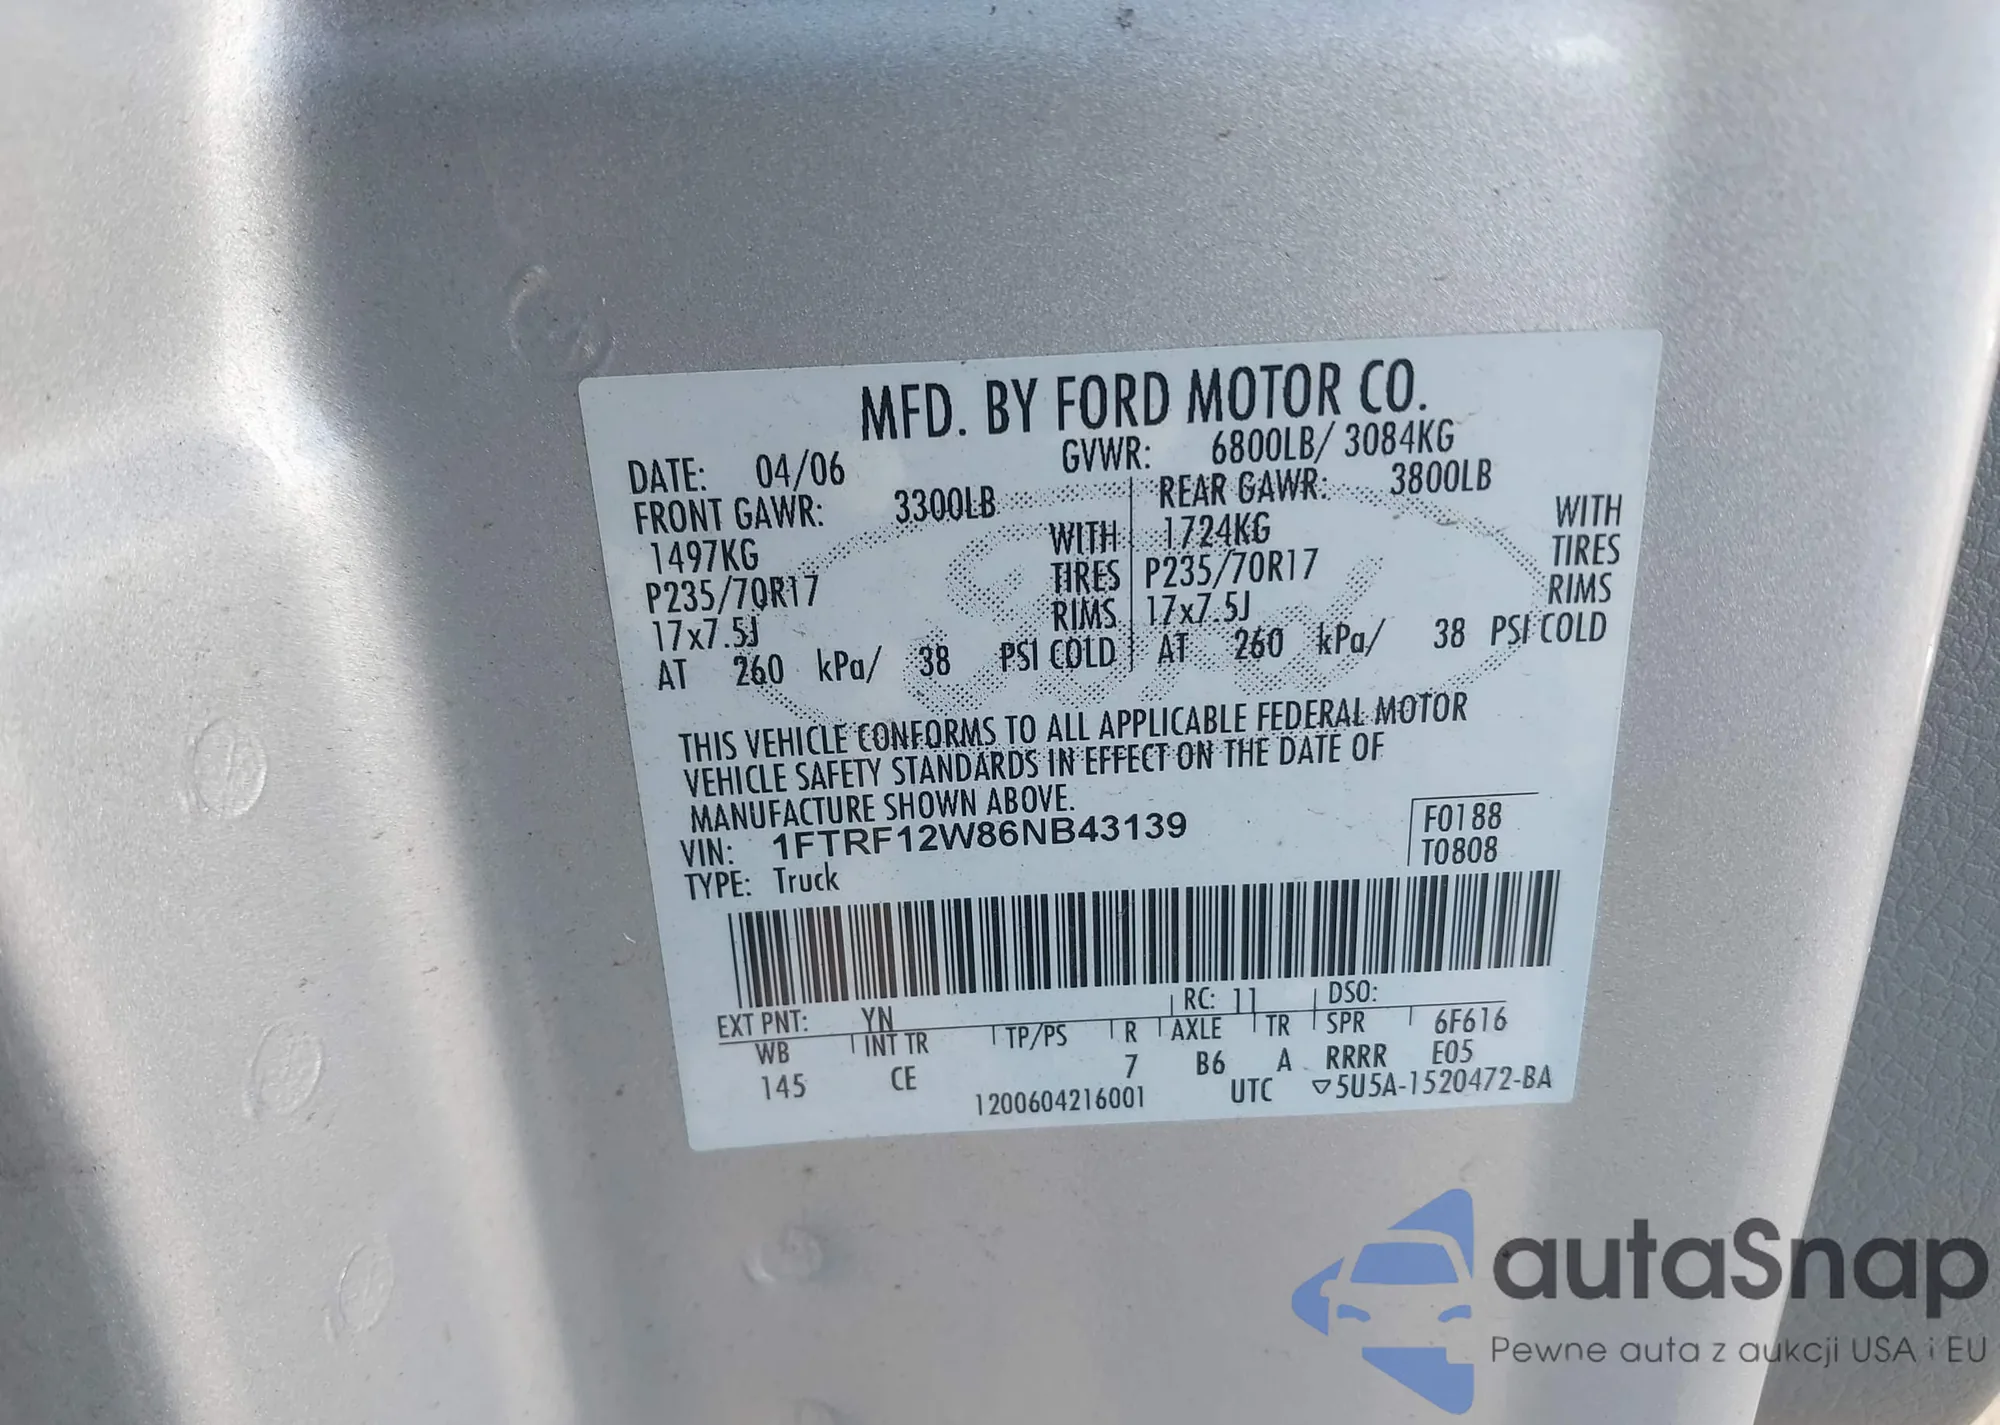 MFD. BY FORD MOTOR CO.
DATE: 04/06 GVWR: 6800LB/ 3084KG
FRONT GAWR: 3300LB REAR GAWR: 3800LB
1497KG WITH 1724KG WITH
P235/70R17 TIRES P235/70R17 TIRES
17x7.5J RIMS 17x7.5J RIMS
AT 260 kPa/ 38 PSI COLD AT 260 kPa/ 38 PSI COLD
THIS VEHICLE CONFORMS TO ALL APPLICABLE FEDERAL MOTOR
VEHICLE SAFETY STANDARDS IN EFFECT ON THE DATE OF
MANUFACTURE SHOWN ABOVE.
VIN: 1FTRF12W86NB43139 F0188
TYPE: Truck T0808
EXT PNT: YN RC: 11 DSO:
WB INT TR TP/PS R AXLE TR SPR 6F616
145 CE 7 B6 A RRRR E05
1200604216001 UTC ▽5U5A-1520472-BA
autaSnap
Pewne auta z aukcji USA i EU